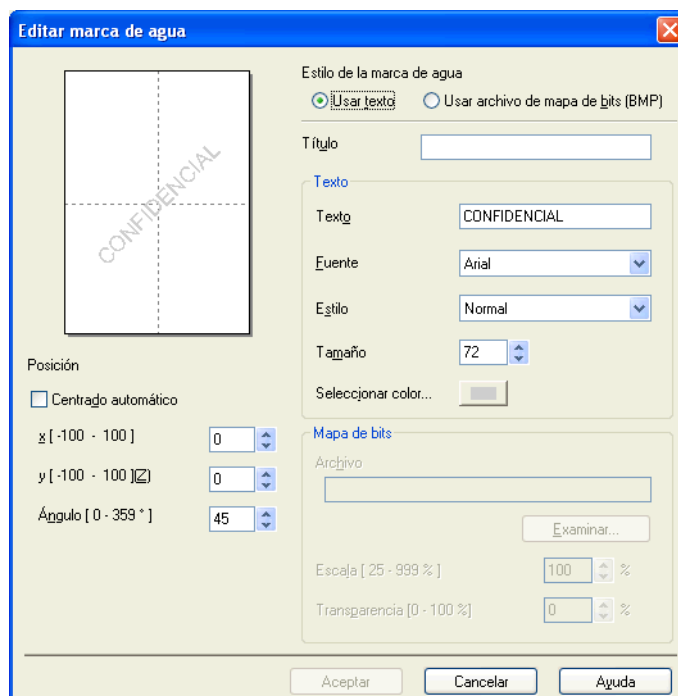 Editar marca de agua
CONFIDENCIAL
Estilo de la marca de agua
Usar texto
Usar archivo de mapa de bits (BMP)
Título
Texto
Texto CONFIDENCIAL
Fuente Arial
Estilo Normal
Tamaño 72
Seleccionar color...
Posición
Centrado automático
x [ -100 - 100 ] 0
y [ -100 - 100 ](Z) 0
Ángulo [ 0 - 359 ° ] 45
Mapa de bits
Archivo
Examinar...
Escala [ 25 - 999 % ] 100 %
Transparencia [0 - 100 %] 0 %
Aceptar Cancelar Ayuda